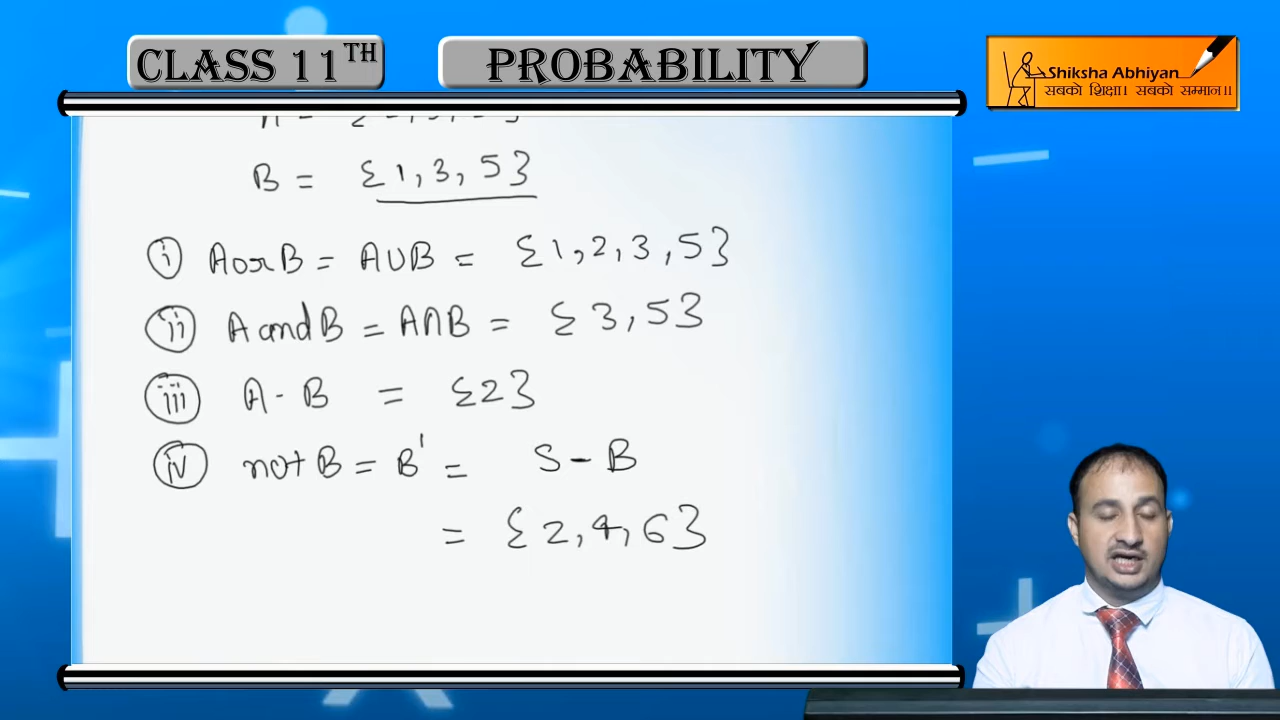 CLASS 11TH
PROBABILITY
Shiksha Abhiyan
सबको शिक्षा। सबको सम्मान।।
B = {1, 3, 5}
(i) A or B = A∪B = {1, 2, 3, 5}
(ii) A and B = A∩B = {3, 5}
(iii) A - B = {2}
(iv) not B = B' = S - B
= {2, 4, 6}